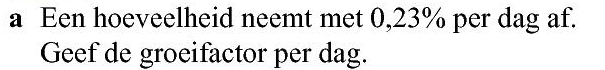 a Een hoeveelheid neemt met 0,23% per dag af.
Geef de groeifactor per dag.